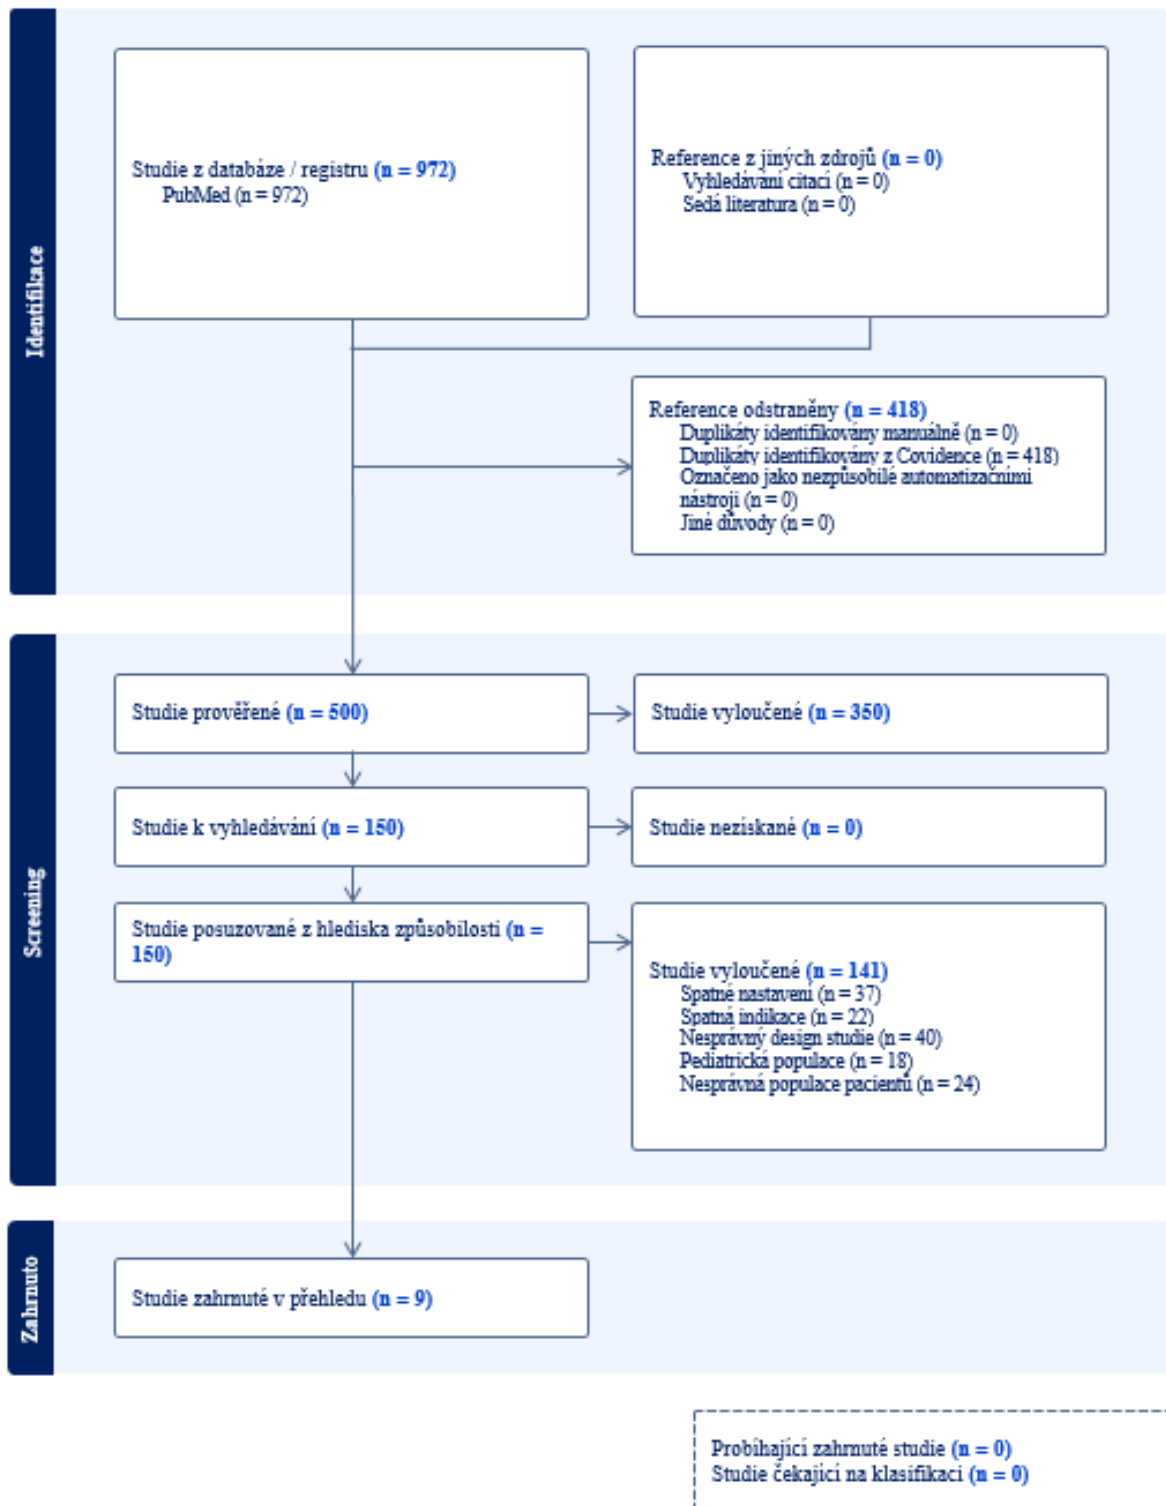 Identifikace
Studie z databáze / registru (n = 972)
PubMed (n = 972)
Reference z jiných zdrojů (n = 0)
Vyhledávání citací (n = 0)
Sedá literatura (n = 0)
Reference odstraněny (n = 418)
Duplikáty identifikovány manuálně (n = 0)
Duplikáty identifikovány z Covidence (n = 418)
Označeno jako nezpůsobilé automatizačními
nástroji (n = 0)
Jiné důvody (n = 0)
Screening
Studie prověřené (n = 500)
Studie vyloučené (n = 350)
Studie k vyhledávání (n = 150)
Studie nezískané (n = 0)
Studie posuzované z hlediska způsobilosti (n =
150)
Studie vyloučené (n = 141)
Spatné nastavení (n = 37)
Spatná indikace (n = 22)
Nesprávný design studie (n = 40)
Pediatrická populace (n = 18)
Nesprávná populace pacientů (n = 24)
Zahrnuto
Studie zahrnuté v přehledu (n = 9)
Probíhající zahrnuté studie (n = 0)
Studie čekající na klasifikaci (n = 0)